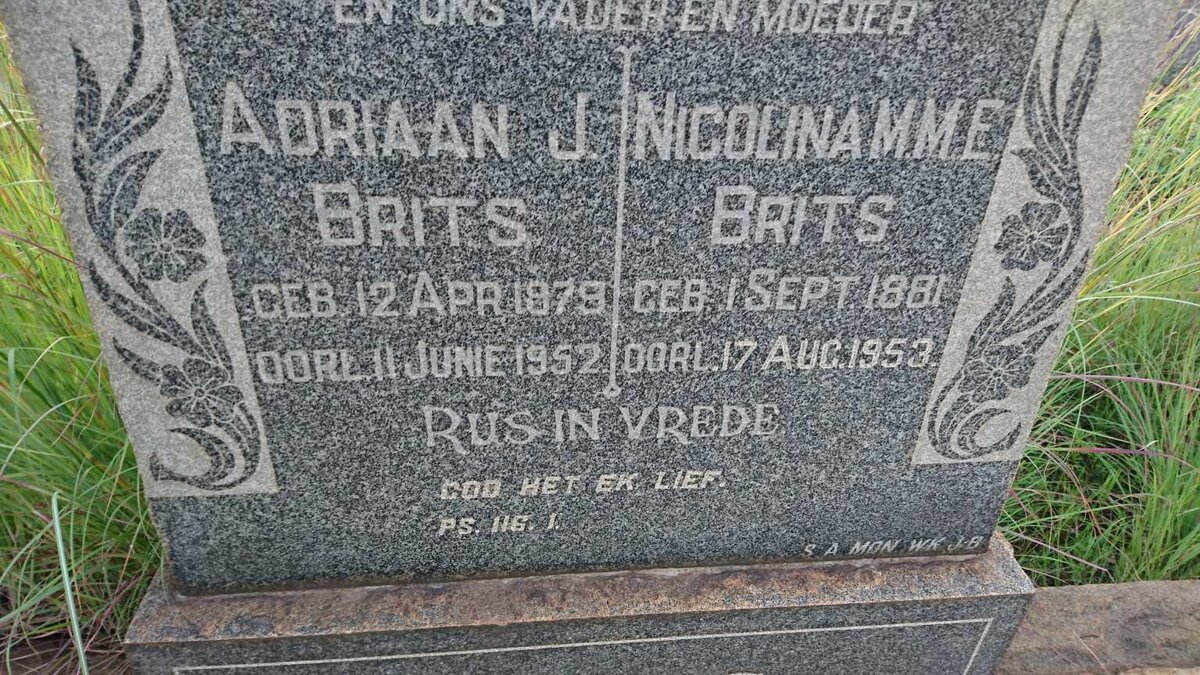 EN ONS VADER EN MOEDER
ADRIAAN J. BRITS
GEB. 12 APR. 1878
OORL. 11 JUNIE 1952.
NICOLINA M.M.E. BRITS
GEB. 1 SEPT. 1881.
OORL. 17 AUG. 1953.
RUS IN VREDE
GOD HET EK LIEF.
PS. 116. 1.
S. A. MON. WK. J-B